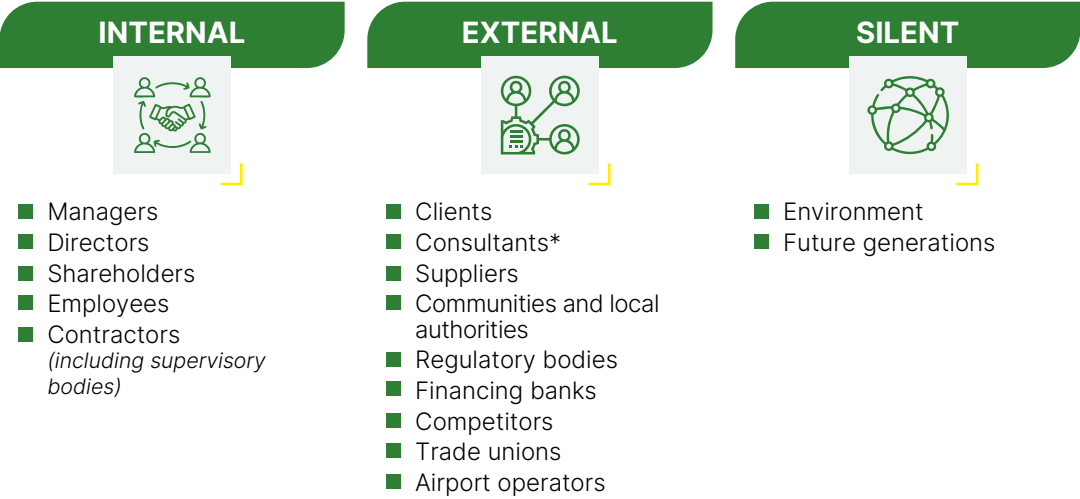 INTERNAL
Managers
Directors
Shareholders
Employees
Contractors
(including supervisory
bodies)
EXTERNAL
Clients
Consultants*
Suppliers
Communities and local
authorities
Regulatory bodies
Financing banks
Competitors
Trade unions
Airport operators
SILENT
Environment
Future generations